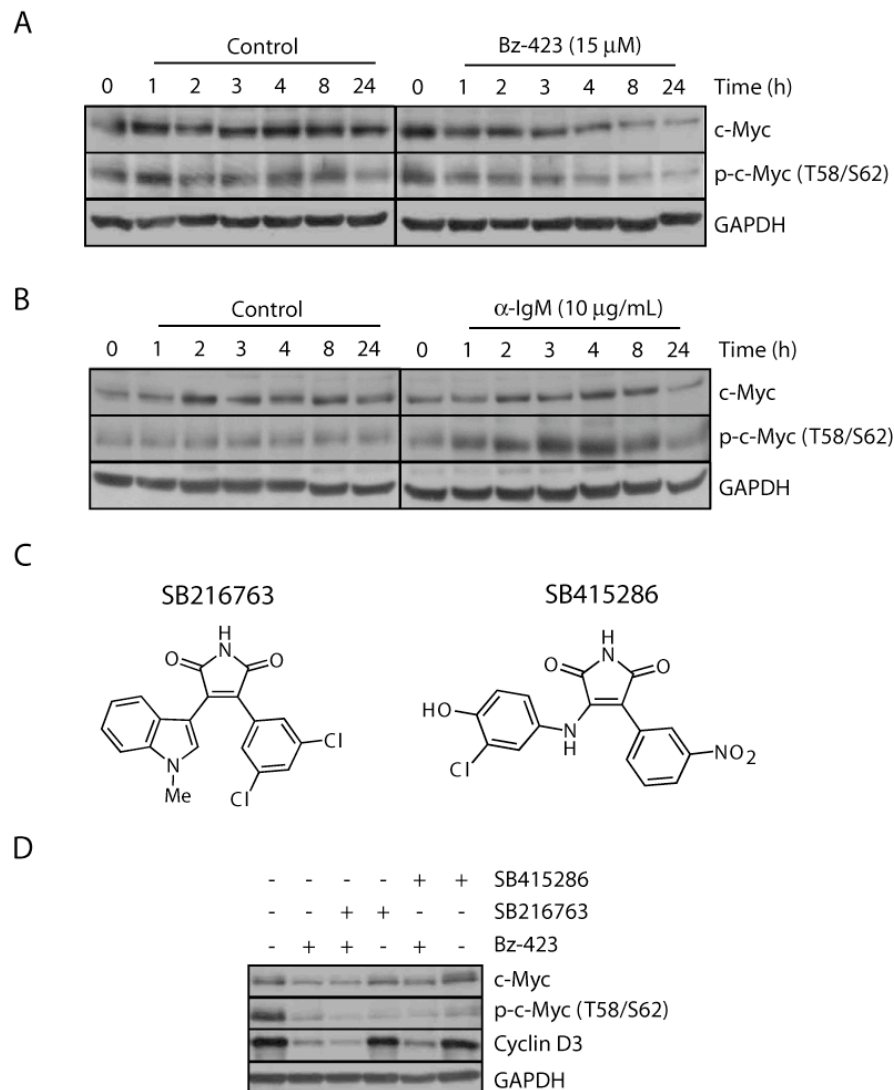 A
Control Bz-423 (15 μM)
0 1 2 3 4 8 24 0 1 2 3 4 8 24 Time (h)
c-Myc
p-c-Myc (T58/S62)
GAPDH
B
Control α-IgM (10 μg/mL)
0 1 2 3 4 8 24 0 1 2 3 4 8 24 Time (h)
c-Myc
p-c-Myc (T58/S62)
GAPDH
C
SB216763 SB415286
H
N
O O
N
Me
Cl
Cl
H
N
O O
HO
Cl
N
H
NO2
D
- - - - + + SB415286
- - + + - - SB216763
- + + - + - Bz-423
c-Myc
p-c-Myc (T58/S62)
Cyclin D3
GAPDH